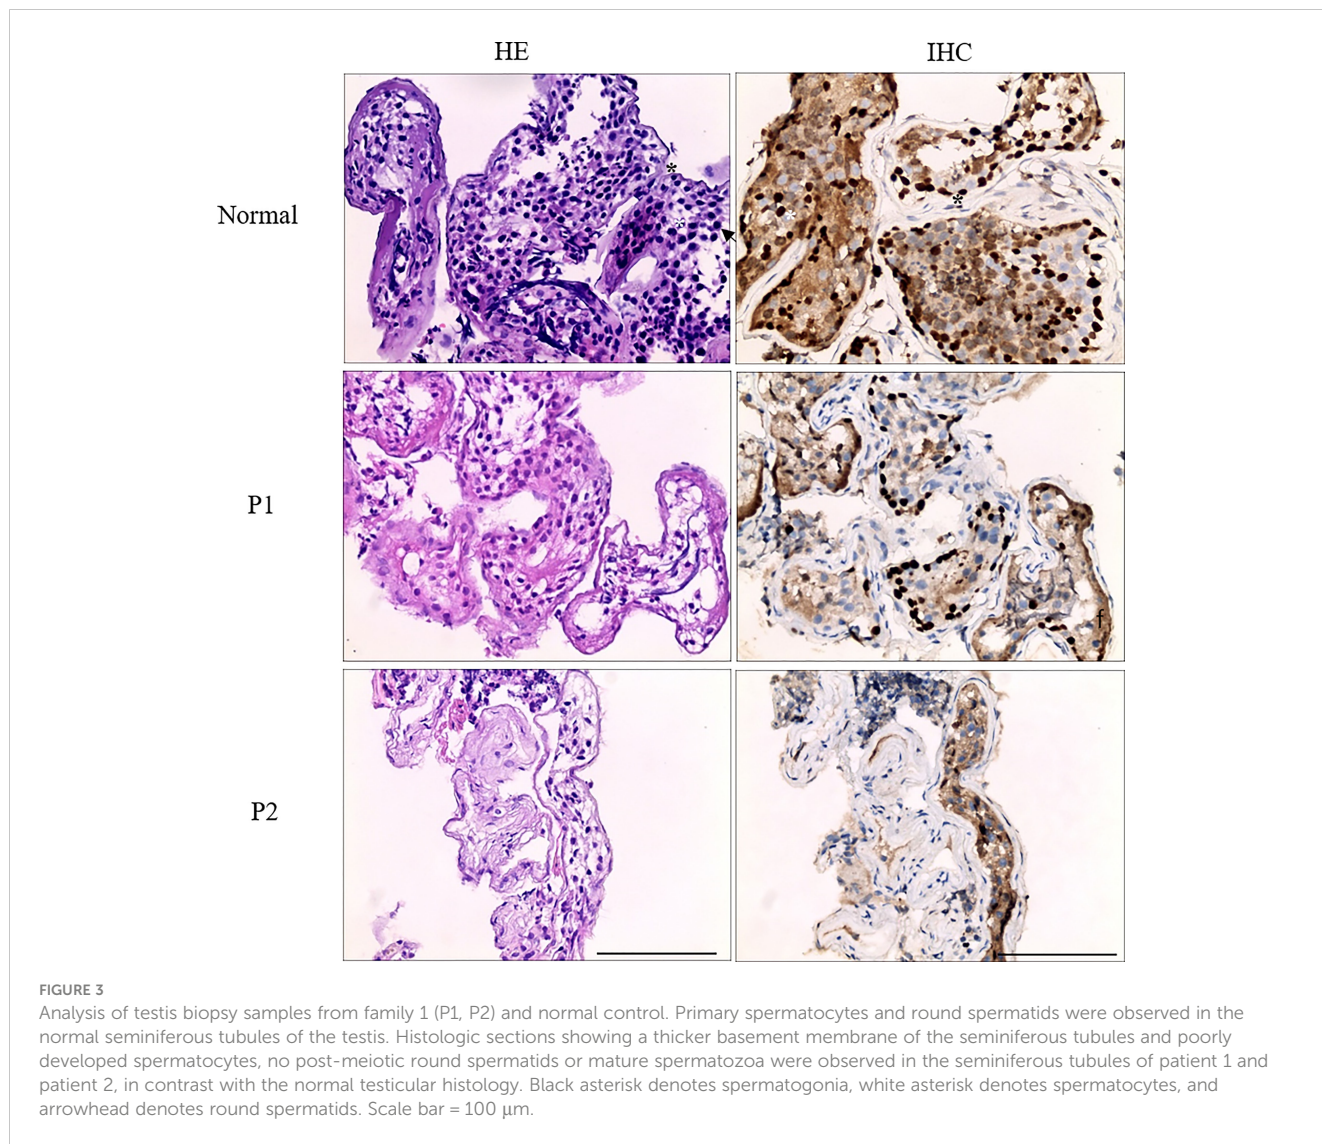 HE
IHC
Normal
*
*
*
*
P1
f
P2
FIGURE 3
Analysis of testis biopsy samples from family 1 (P1, P2) and normal control. Primary spermatocytes and round spermatids were observed in the
normal seminiferous tubules of the testis. Histologic sections showing a thicker basement membrane of the seminiferous tubules and poorly
developed spermatocytes, no post-meiotic round spermatids or mature spermatozoa were observed in the seminiferous tubules of patient 1 and
patient 2, in contrast with the normal testicular histology. Black asterisk denotes spermatogonia, white asterisk denotes spermatocytes, and
arrowhead denotes round spermatids. Scale bar = 100 μm.